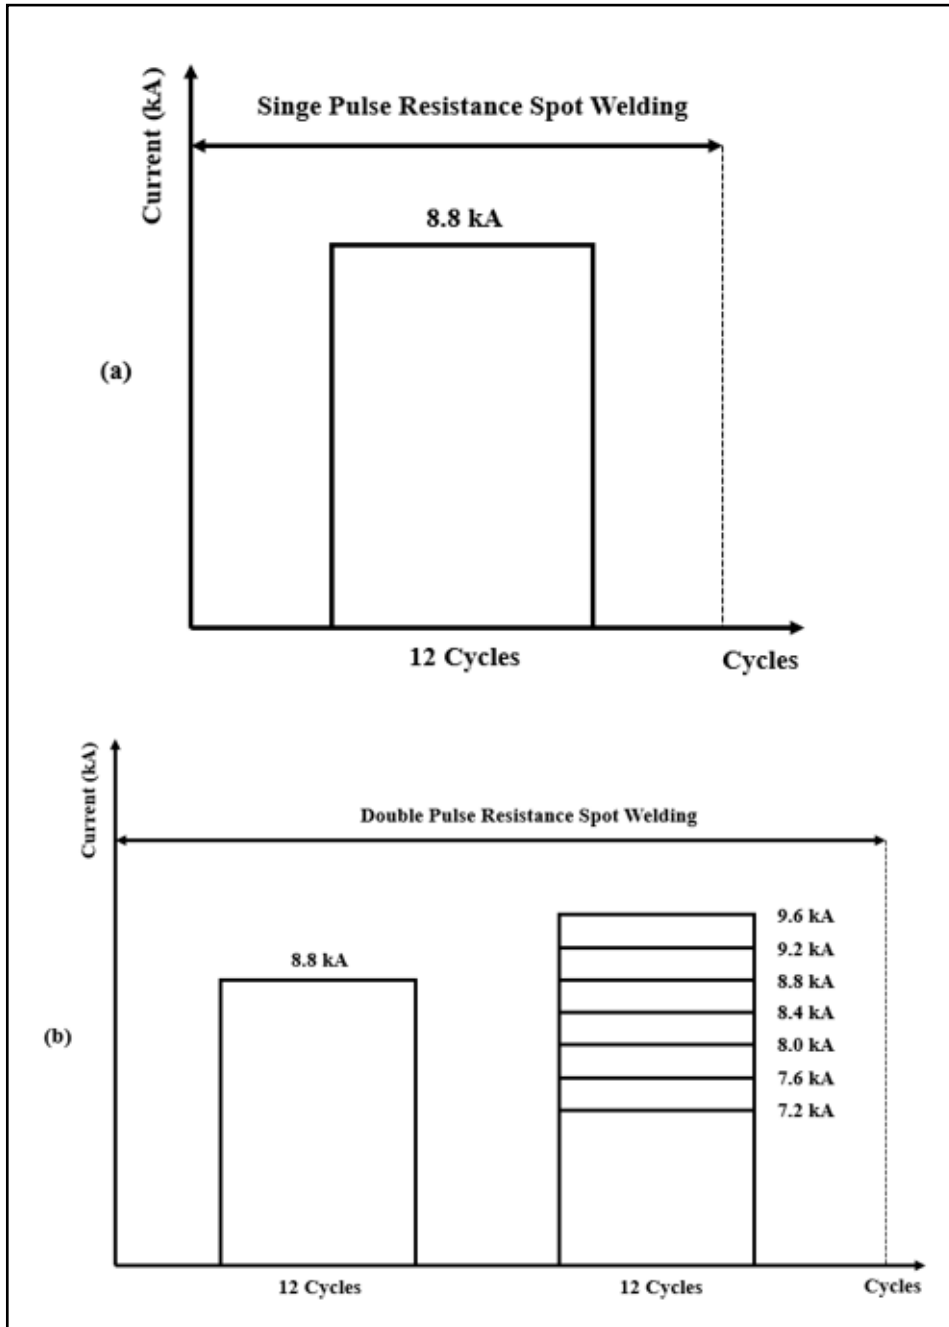 Current (kA)
Singe Pulse Resistance Spot Welding
8.8 kA
(a)
12 Cycles
Cycles
Current (kA)
Double Pulse Resistance Spot Welding
9.6 kA
9.2 kA
8.8 kA
8.8 kA
8.4 kA
(b)
8.0 kA
7.6 kA
7.2 kA
12 Cycles
12 Cycles
Cycles